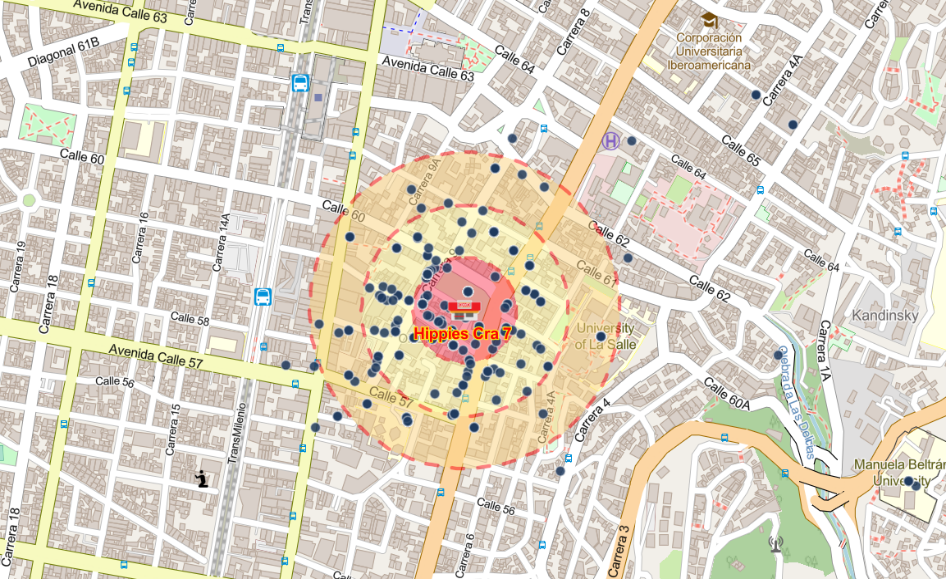 Avenida Calle 63
Carrera 8
Carrera 4A
Corporación
Universitaria
Iberoamericana
Diagonal 61B
Calle 64
Avenida Calle 63
Calle 65
Calle 60
Carrera 9A
Calle 64
Carrera 16
Carrera 14A
Calle 60
Calle 62
Carrera 19
Carrera 18
Calle 61
Calle 64
Calle 62
Calle 58
Kandinsky
Hippies Cra 7
University
of La Salle
Avenida Calle 57
Carrera 1A
Calle 56
Calle 57
Calle 60A
Carrera 4A
Carrera 4
Carrera 15
TransMilenio
Manuela Beltrán
University
Calle 56
Carrera 18
Carrera 3
Carrera 6